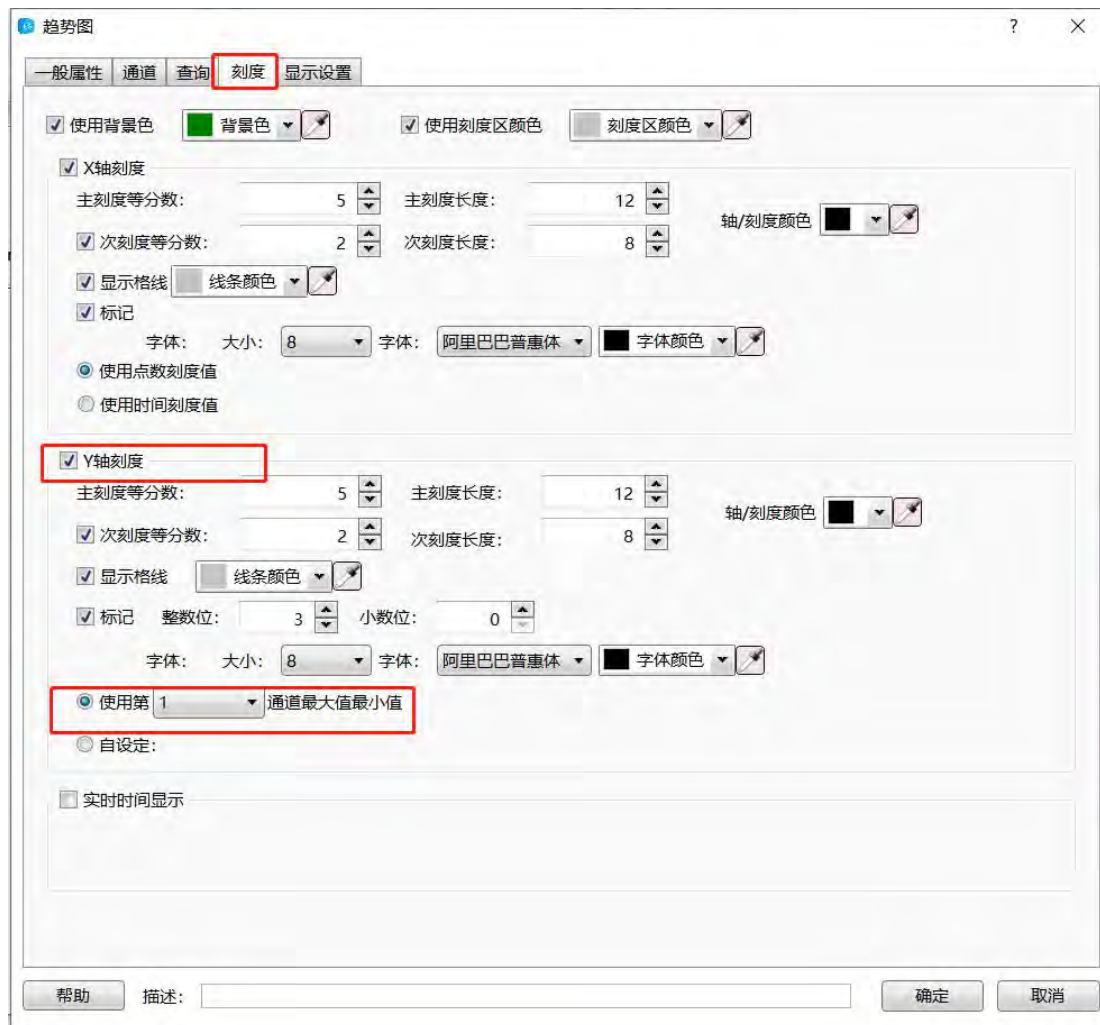 趋势图
一般属性 通道 查询 刻度 显示设置
使用背景色 背景色 使用刻度区颜色 刻度区颜色
X轴刻度
主刻度等分数: 5 主刻度长度: 12 轴/刻度颜色
次刻度等分数: 2 次刻度长度: 8
显示格线 线条颜色
标记
字体: 大小: 8 字体: 阿里巴巴普惠体 字体颜色
使用点数刻度值
使用时间刻度值
Y轴刻度
主刻度等分数: 5 主刻度长度: 12 轴/刻度颜色
次刻度等分数: 2 次刻度长度: 8
显示格线 线条颜色
标记 整数位: 3 小数位: 0
字体: 大小: 8 字体: 阿里巴巴普惠体 字体颜色
使用第 1 通道最大值最小值
自设定:
实时时间显示
帮助 描述: 确定 取消